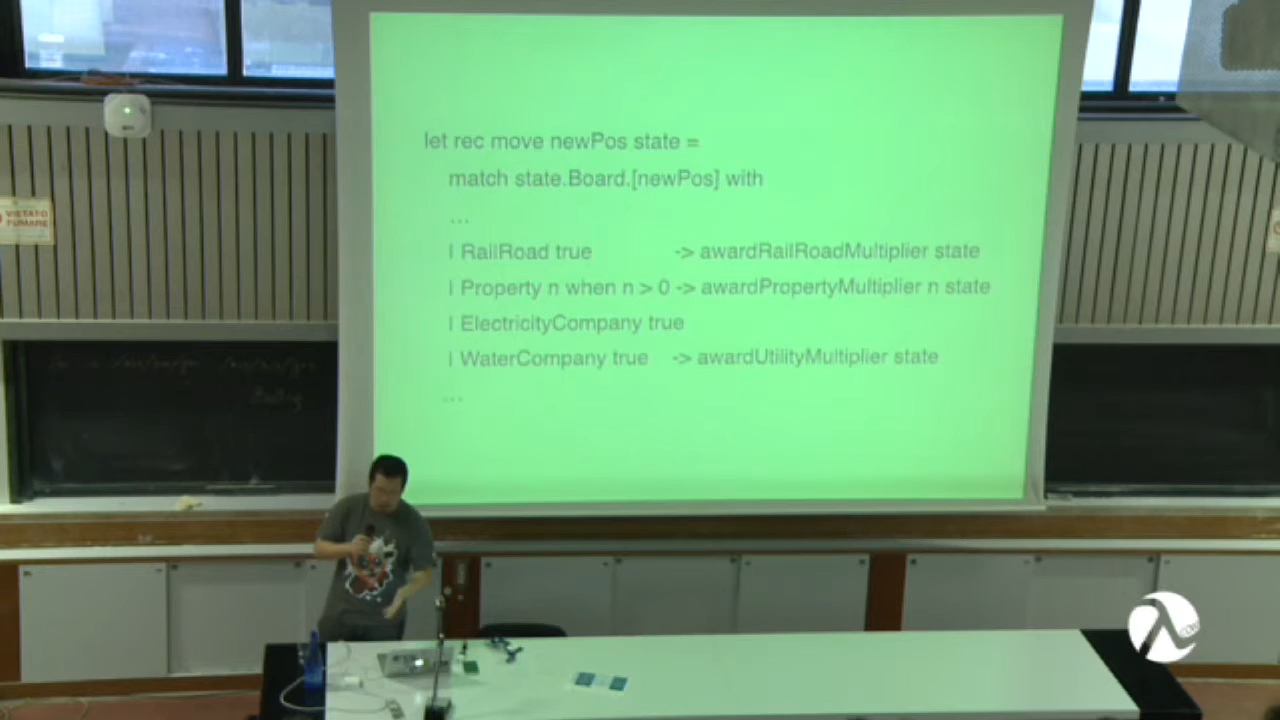 let rec move newPos state =
match state.Board.[newPos] with
...
| RailRoad true -> awardRailRoadMultiplier state
| Property n when n > 0 -> awardPropertyMultiplier n state
| ElectricityCompany true
| WaterCompany true -> awardUtilityMultiplier state
...
VIETATO
FUMARE